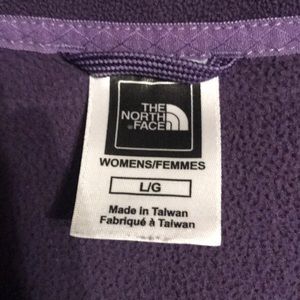 THE
NORTH
FACE
WOMENS/FEMMES
L/G
Made in Taiwan
Fabriqué à Taiwan